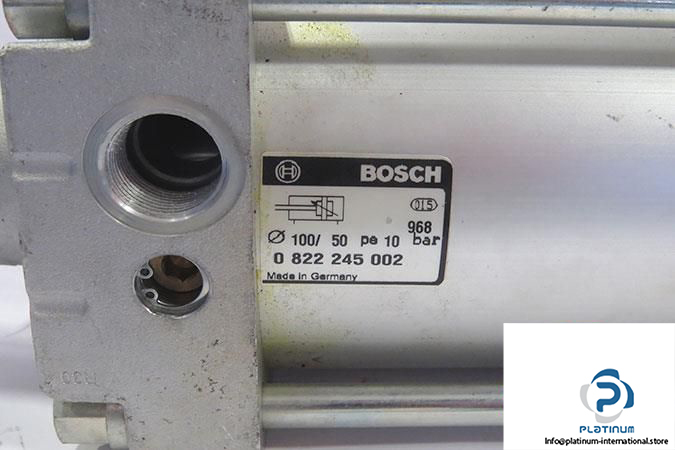 BOSCH
015
968
Ø 100/ 50 pe 10 bar
0 822 245 002
Made in Germany
PLATINUM
Info@platinum-international.store